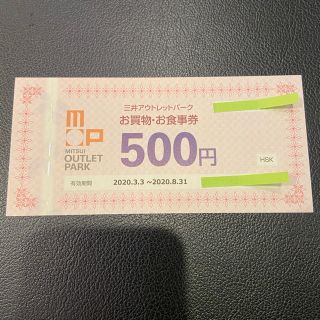 三井アウトレットパーク
お買物・お食事券
MOP
MITSUI
OUTLET
PARK
500円
HSK
有効期間 2020.3.3 ~2020.8.31